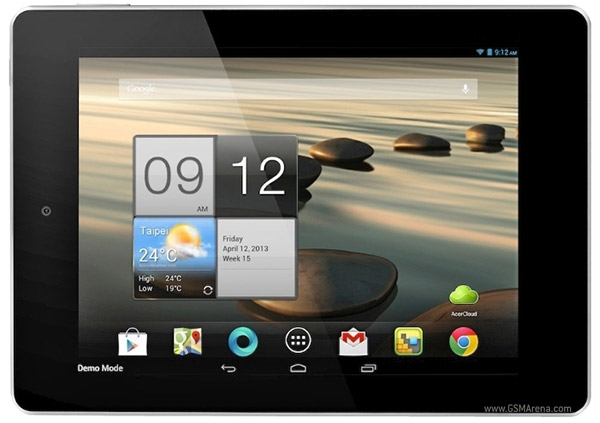 9:12 AM
Google
09
12
AM
Taipei
24°C
High 24°C
Low 19°C
Friday
April 12, 2013
Week 15
AcerCloud
Demo Mode
www.GSMArena.com